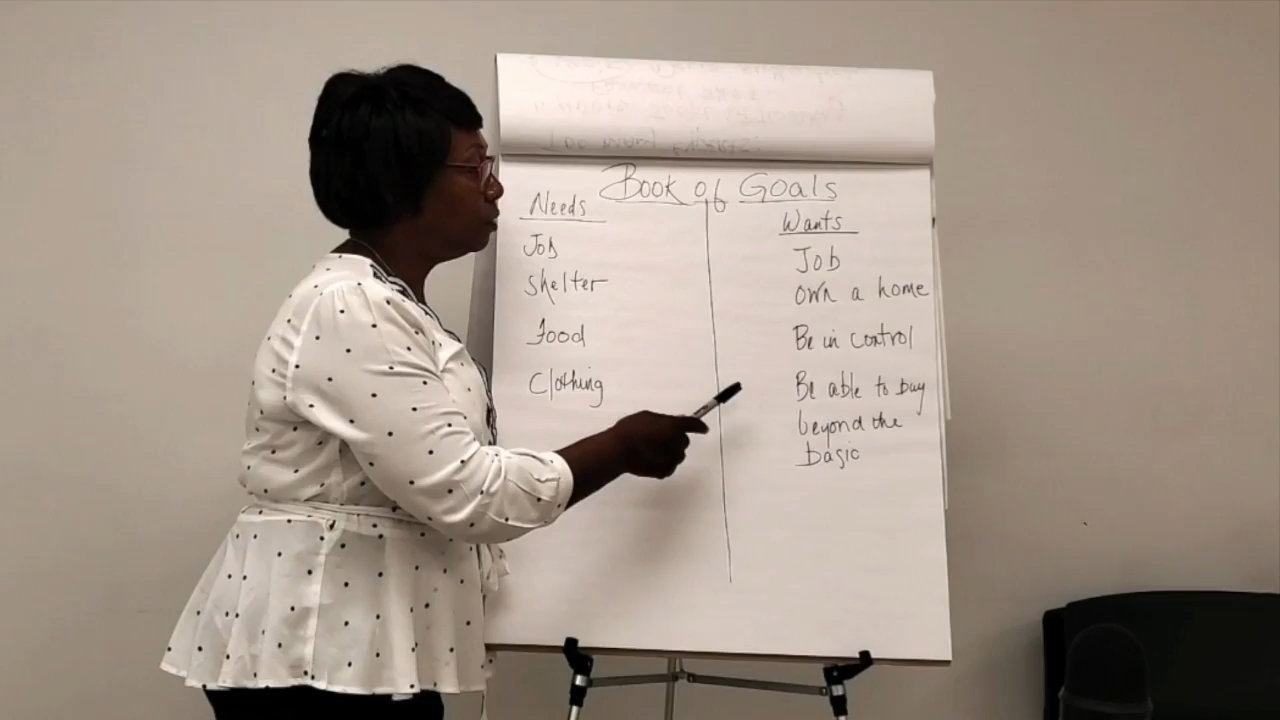 Book of Goals
Needs
Job
Shelter
Food
Clothing
Wants
Job
own a home
Be in control
Be able to buy
beyond the
basic